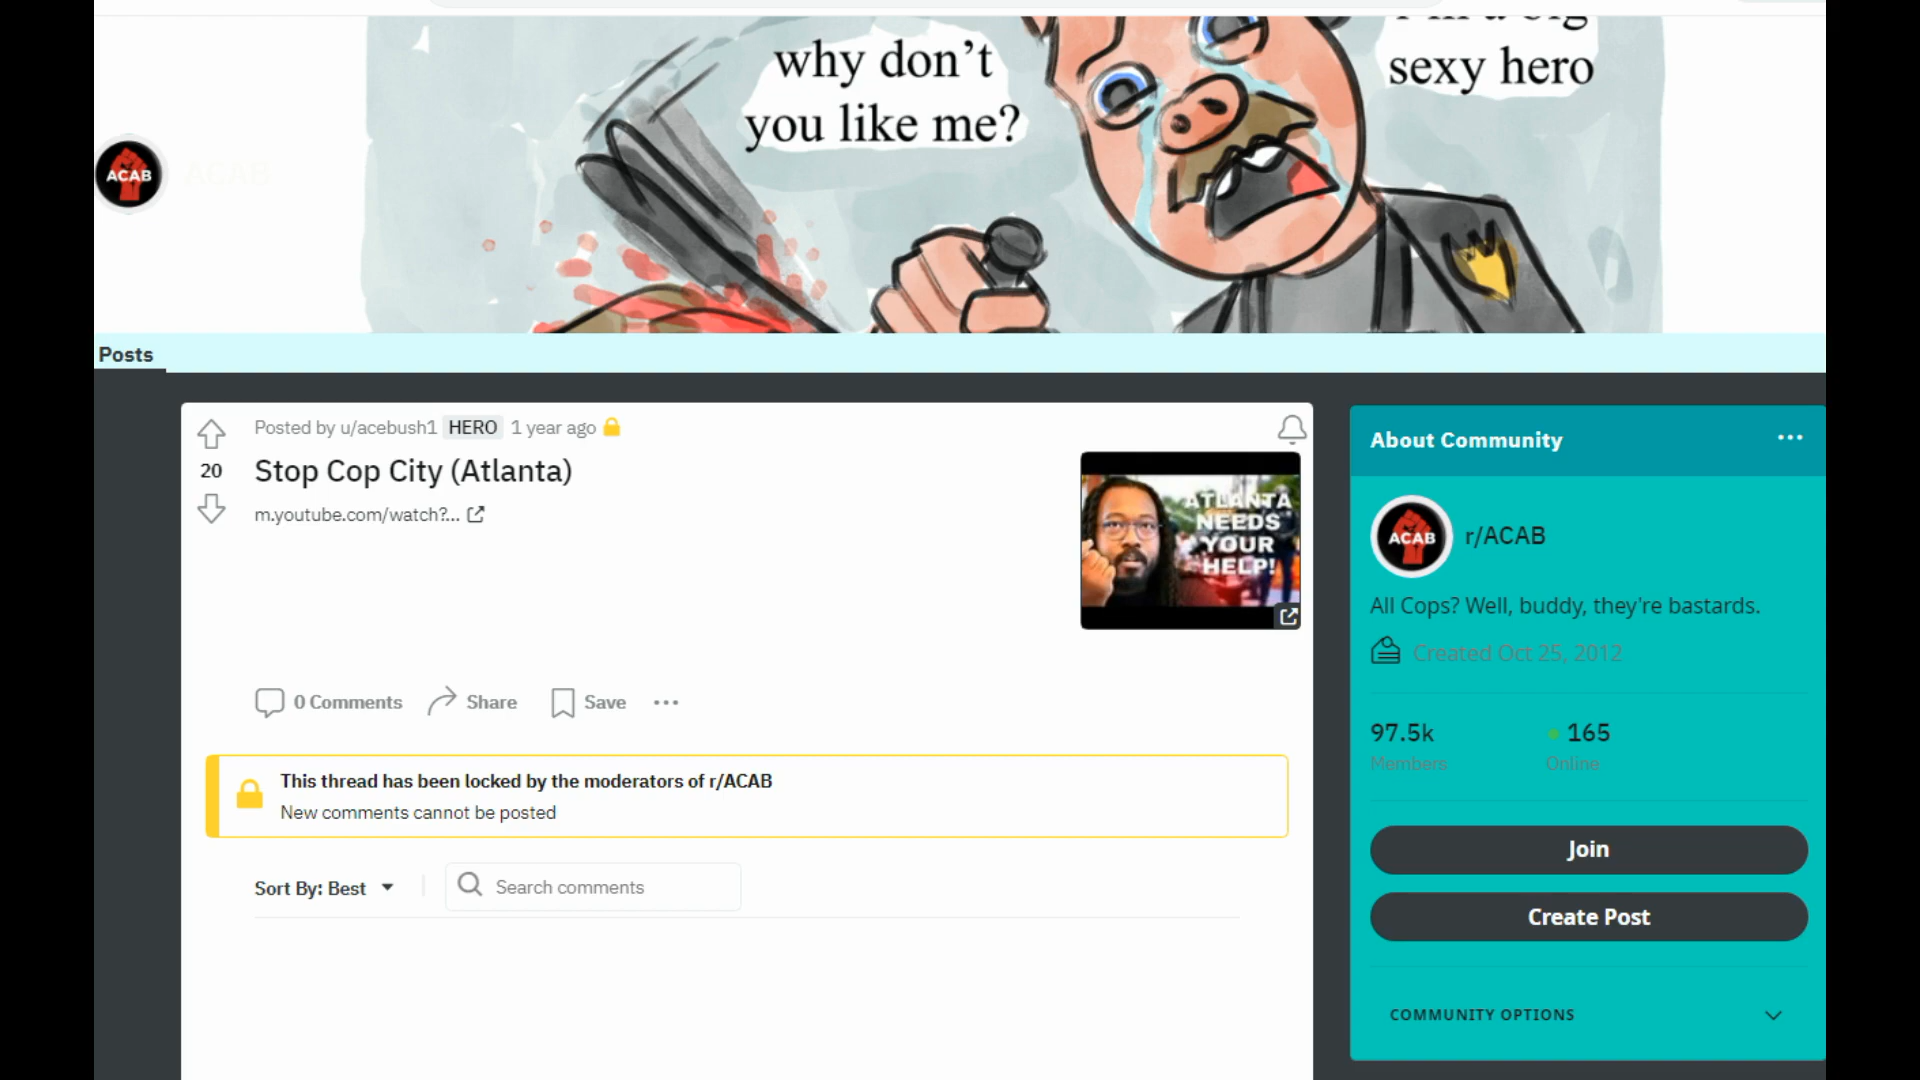 why don't
you like me?
I'm a big
sexy hero
ACAB
ACAB
Posts
Posted by u/acebush1 HERO 1 year ago
Stop Cop City (Atlanta)
20
m.youtube.com/watch?...
ATLANTA
NEEDS
YOUR
HELP!
0 Comments Share Save
This thread has been locked by the moderators of r/ACAB
New comments cannot be posted
Sort By: Best Search comments
About Community
ACAB
r/ACAB
All Cops? Well, buddy, they're bastards.
Created Oct 25, 2012
97.5k 165
Members Online
Join
Create Post
COMMUNITY OPTIONS